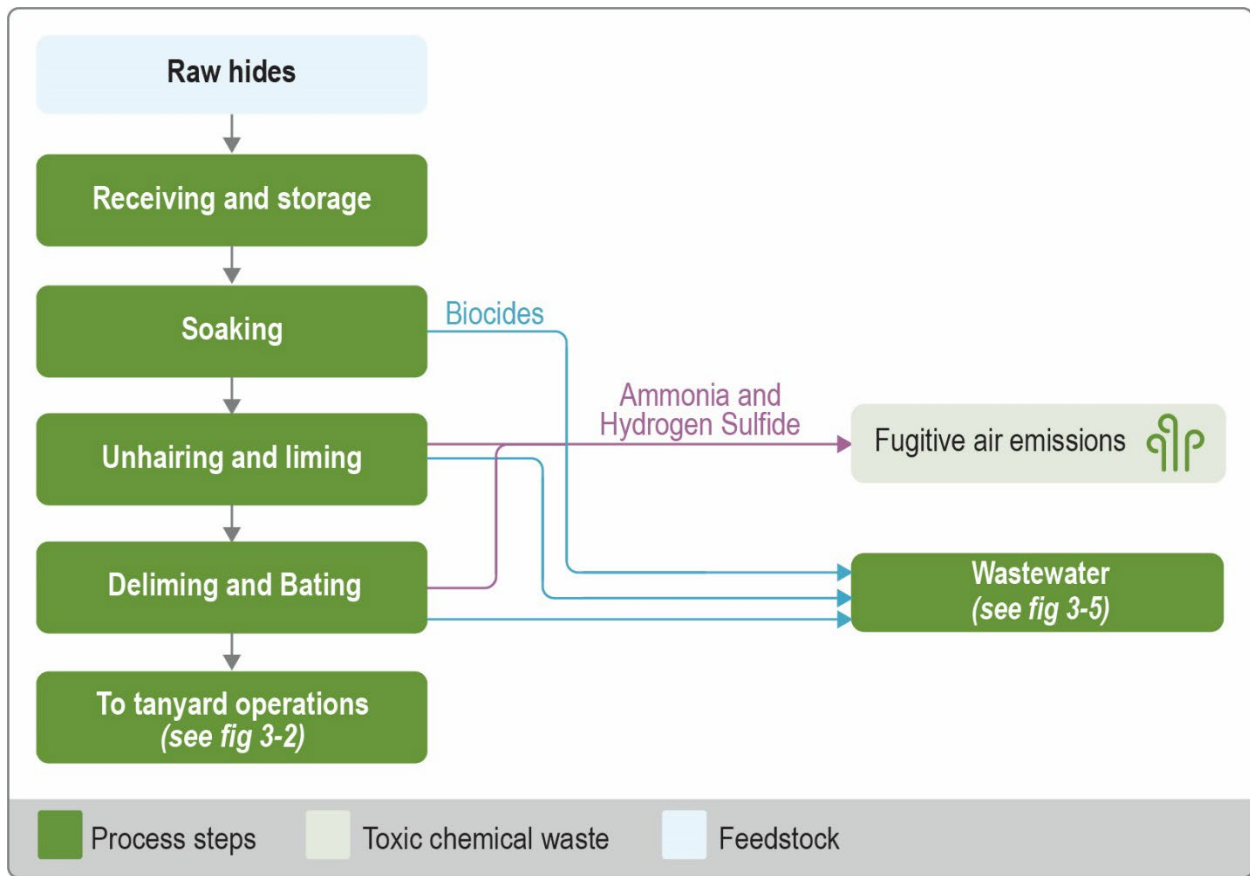 Raw hides
Receiving and storage
Soaking
Biocides
Ammonia and
Hydrogen Sulfide
Unhairing and liming
Fugitive air emissions
Deliming and Bating
Wastewater
(see fig 3-5)
To tanyard operations
(see fig 3-2)
Process steps
Toxic chemical waste
Feedstock